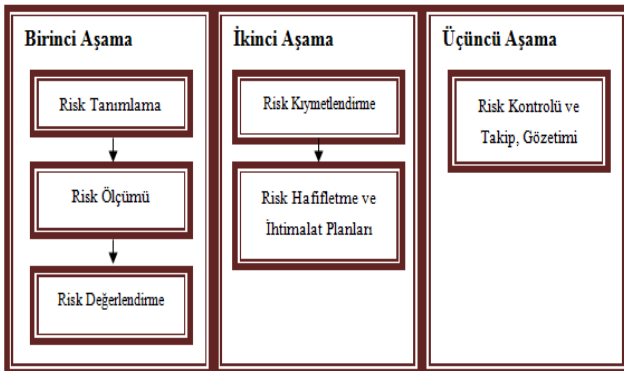 Birinci Aşama
Risk Tanımlama
Risk Ölçümü
Risk Değerlendirme
İkinci Aşama
Risk Kıymetlendirme
Risk Hafifletme ve
İhtimalat Planları
Üçüncü Aşama
Risk Kontrolü ve
Takip, Gözetimi